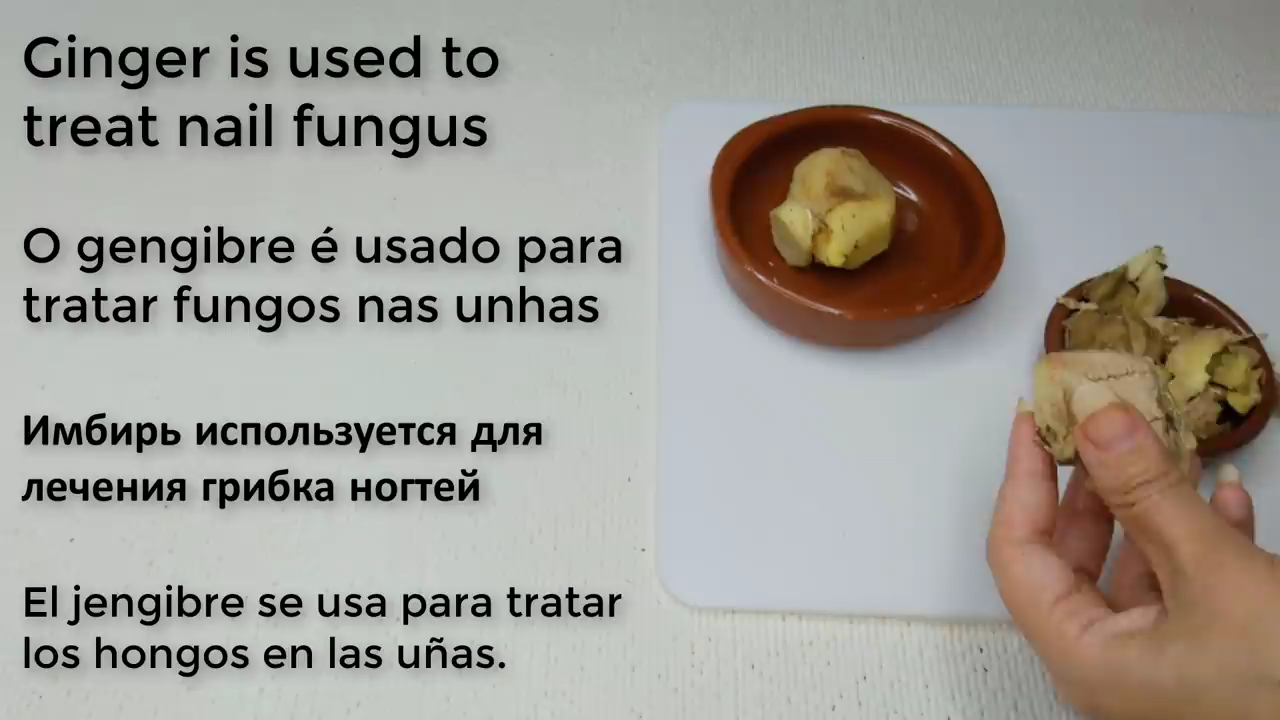 Ginger is used to
treat nail fungus
O gengibre é usado para
tratar fungos nas unhas
Имбирь используется для
лечения грибка ногтей
El jengibre se usa para tratar
los hongos en las uñas.